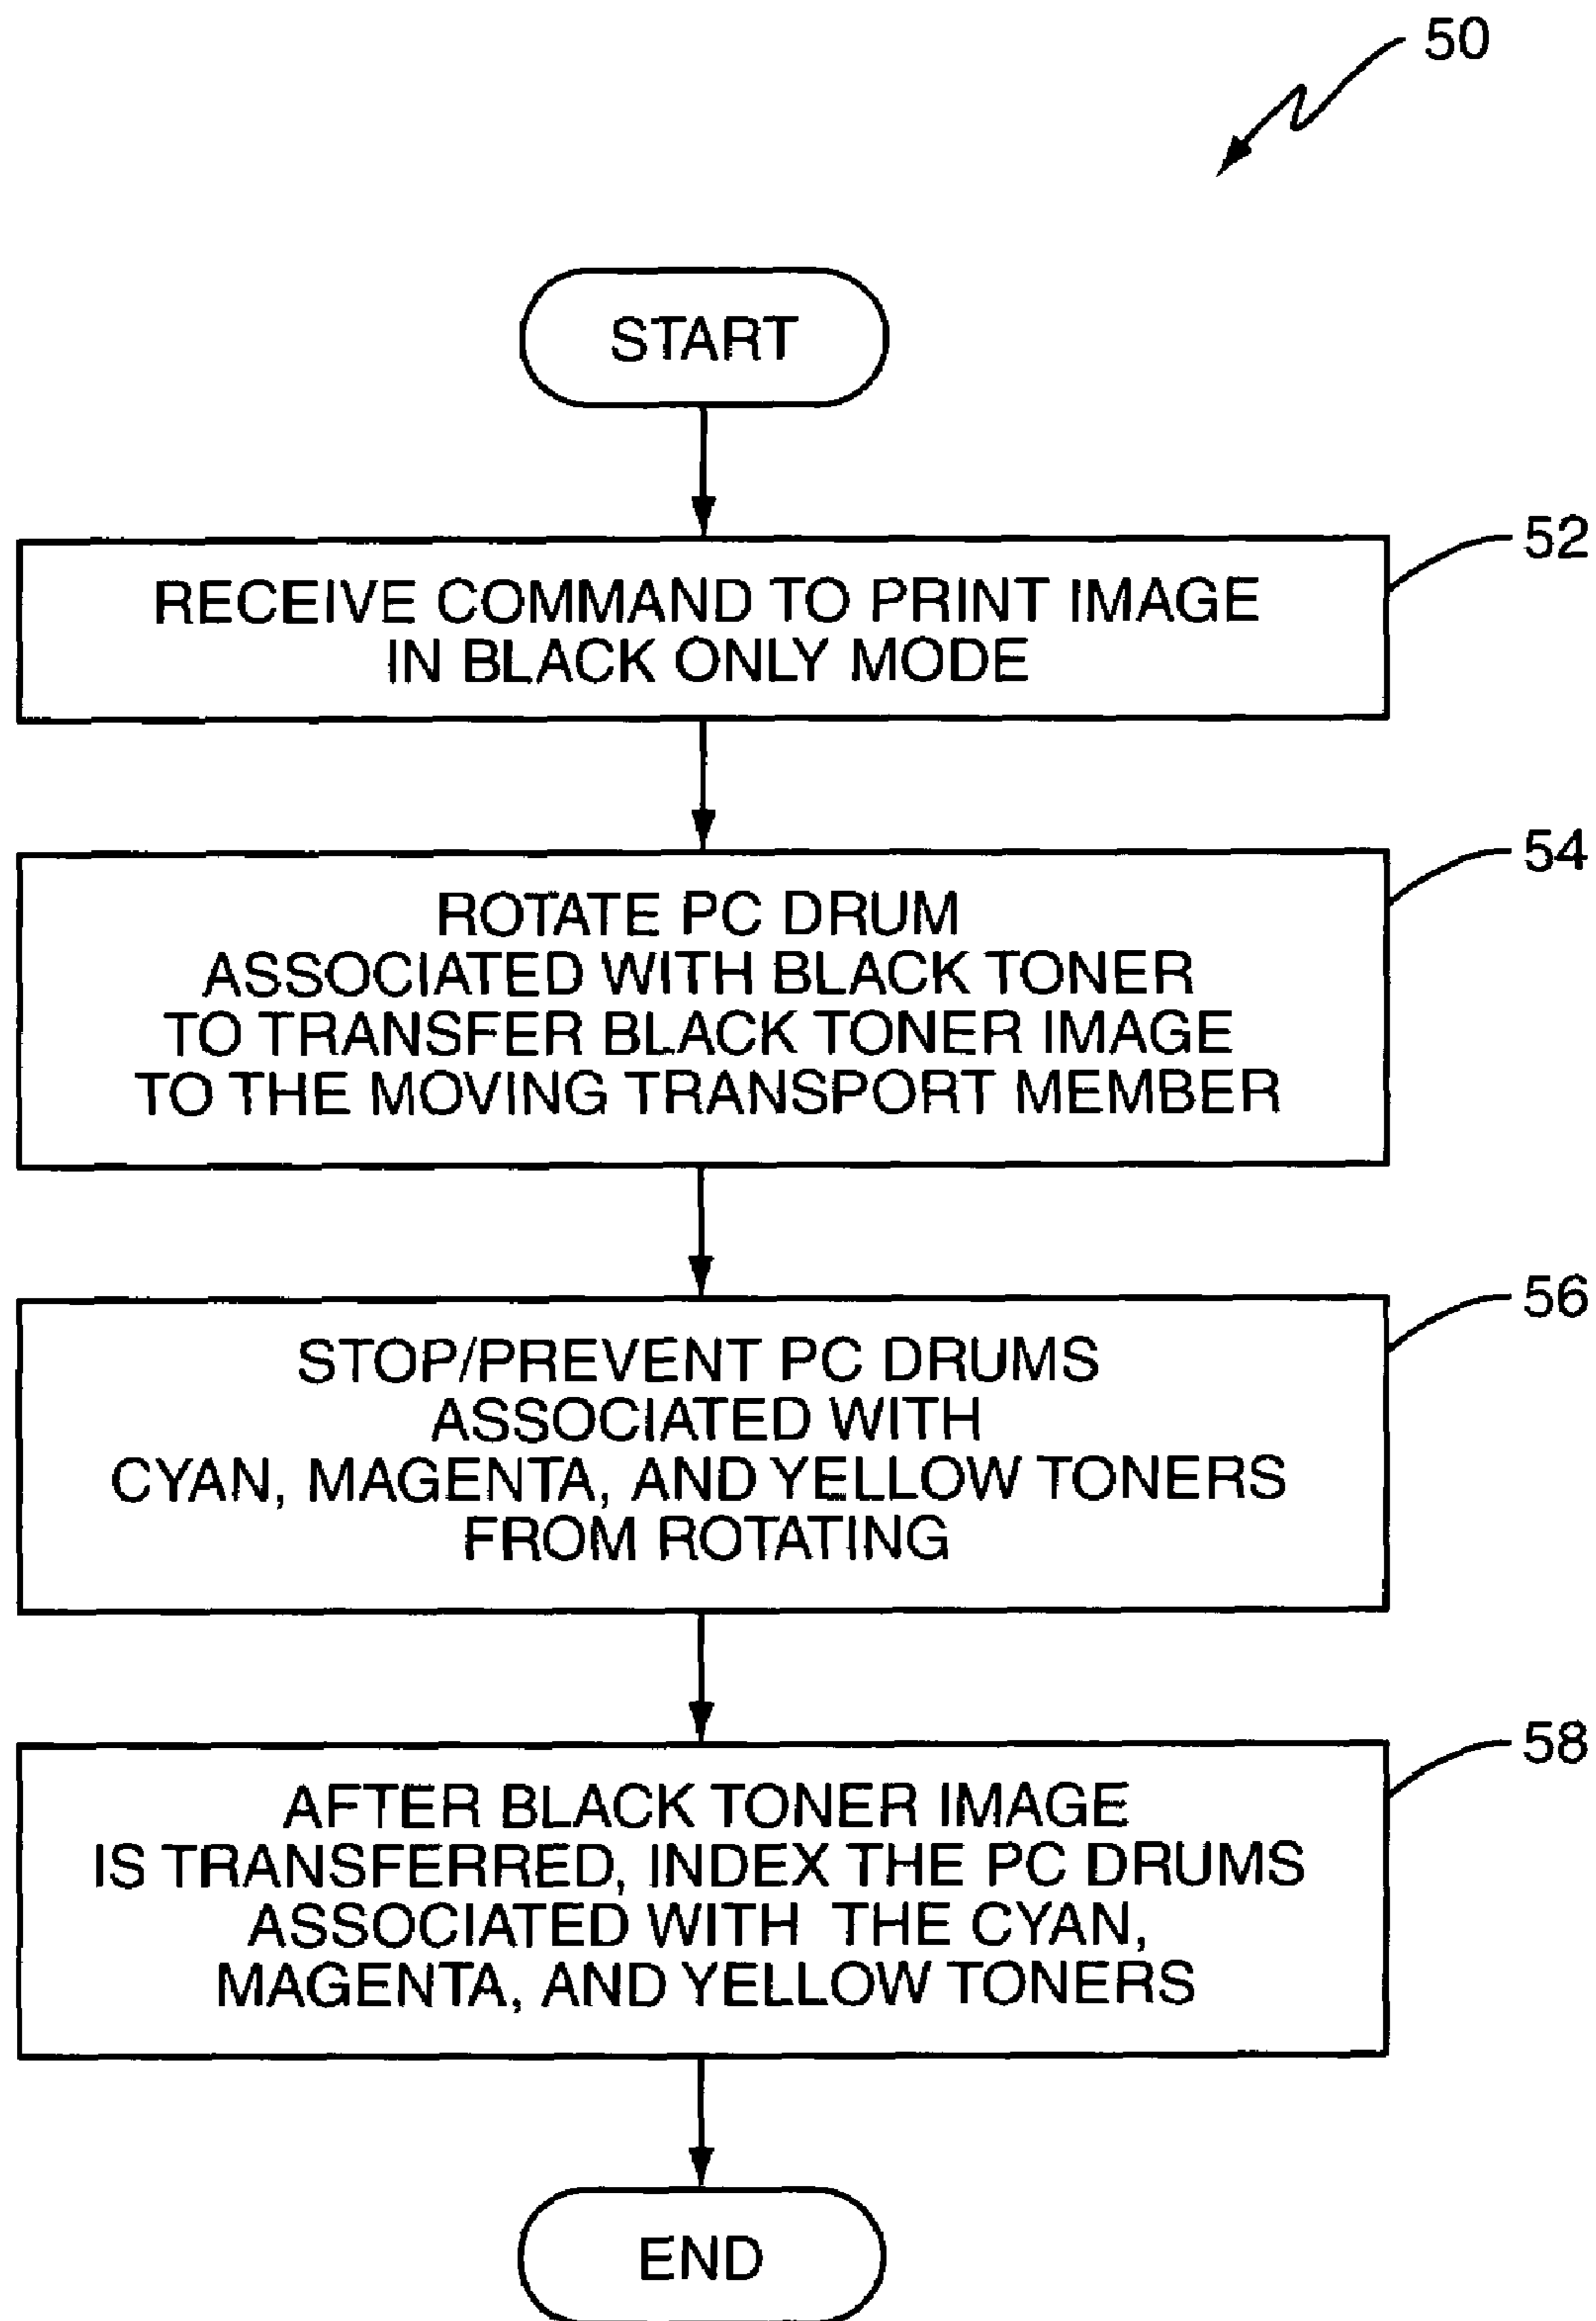 50
START
52
RECEIVE COMMAND TO PRINT IMAGE
IN BLACK ONLY MODE
54
ROTATE PC DRUM
ASSOCIATED WITH BLACK TONER
TO TRANSFER BLACK TONER IMAGE
TO THE MOVING TRANSPORT MEMBER
56
STOP/PREVENT PC DRUMS
ASSOCIATED WITH
CYAN, MAGENTA, AND YELLOW TONERS
FROM ROTATING
58
AFTER BLACK TONER IMAGE
IS TRANSFERRED, INDEX THE PC DRUMS
ASSOCIATED WITH THE CYAN,
MAGENTA, AND YELLOW TONERS
END